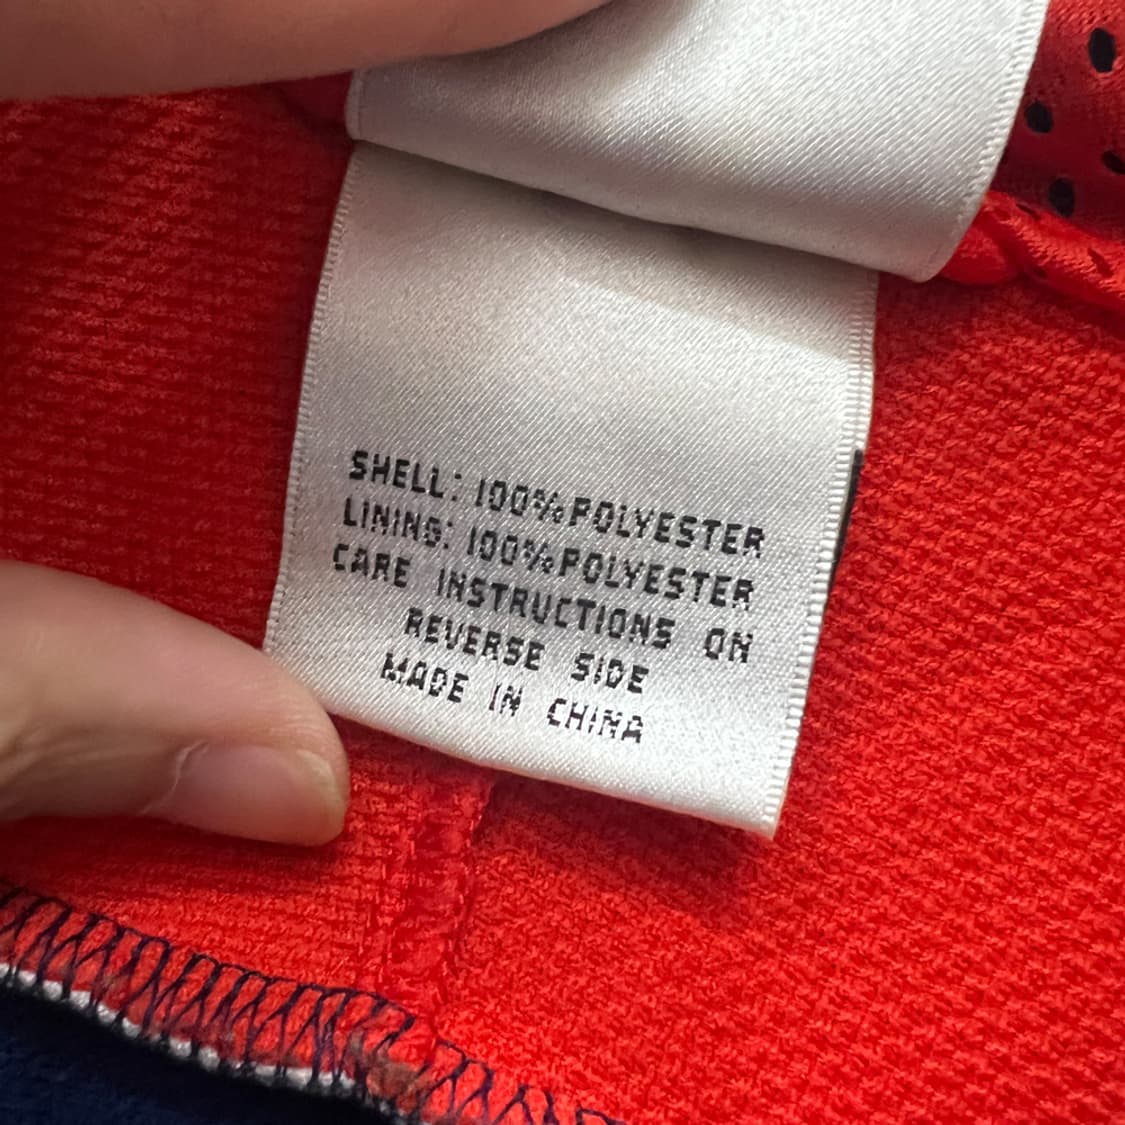 SHELL: 100% POLYESTER
LINING: 100% POLYESTER
CARE INSTRUCTIONS ON
REVERSE SIDE
MADE IN CHINA